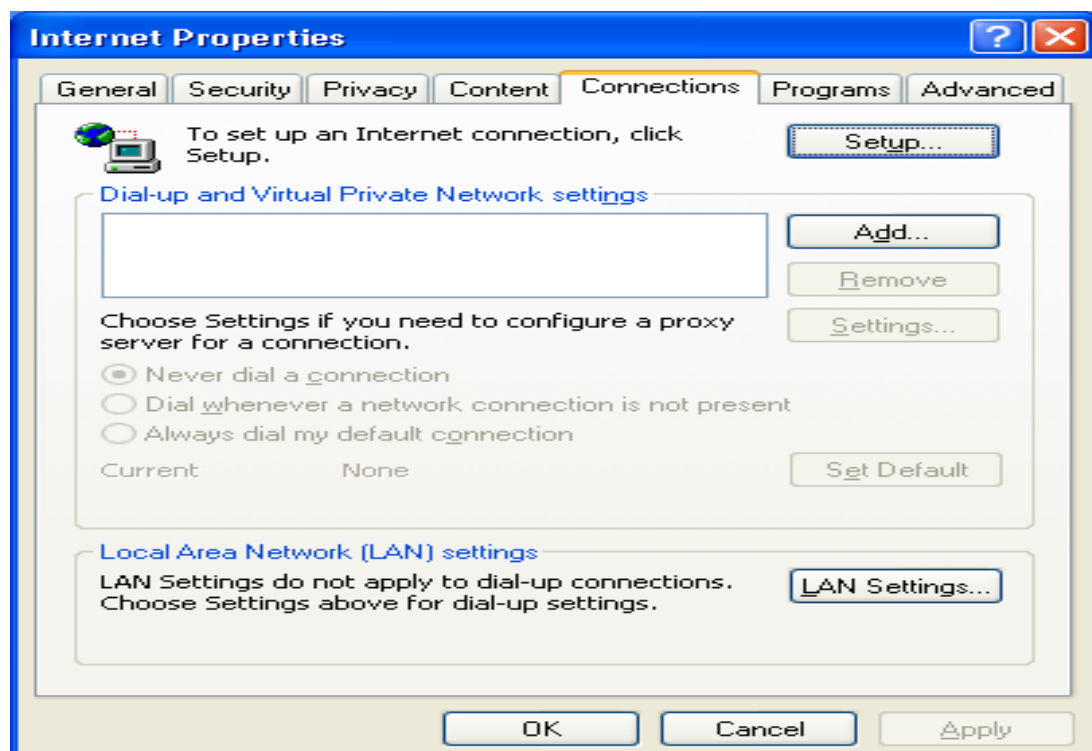 Internet Properties
General Security Privacy Content Connections Programs Advanced
To set up an Internet connection, click
Setup.
Setup...
Dial-up and Virtual Private Network settings
Add...
Remove
Choose Settings if you need to configure a proxy
server for a connection.
Settings...
Never dial a connection
Dial whenever a network connection is not present
Always dial my default connection
Current None
Set Default
Local Area Network (LAN) settings
LAN Settings do not apply to dial-up connections.
Choose Settings above for dial-up settings.
LAN Settings...
OK Cancel Apply